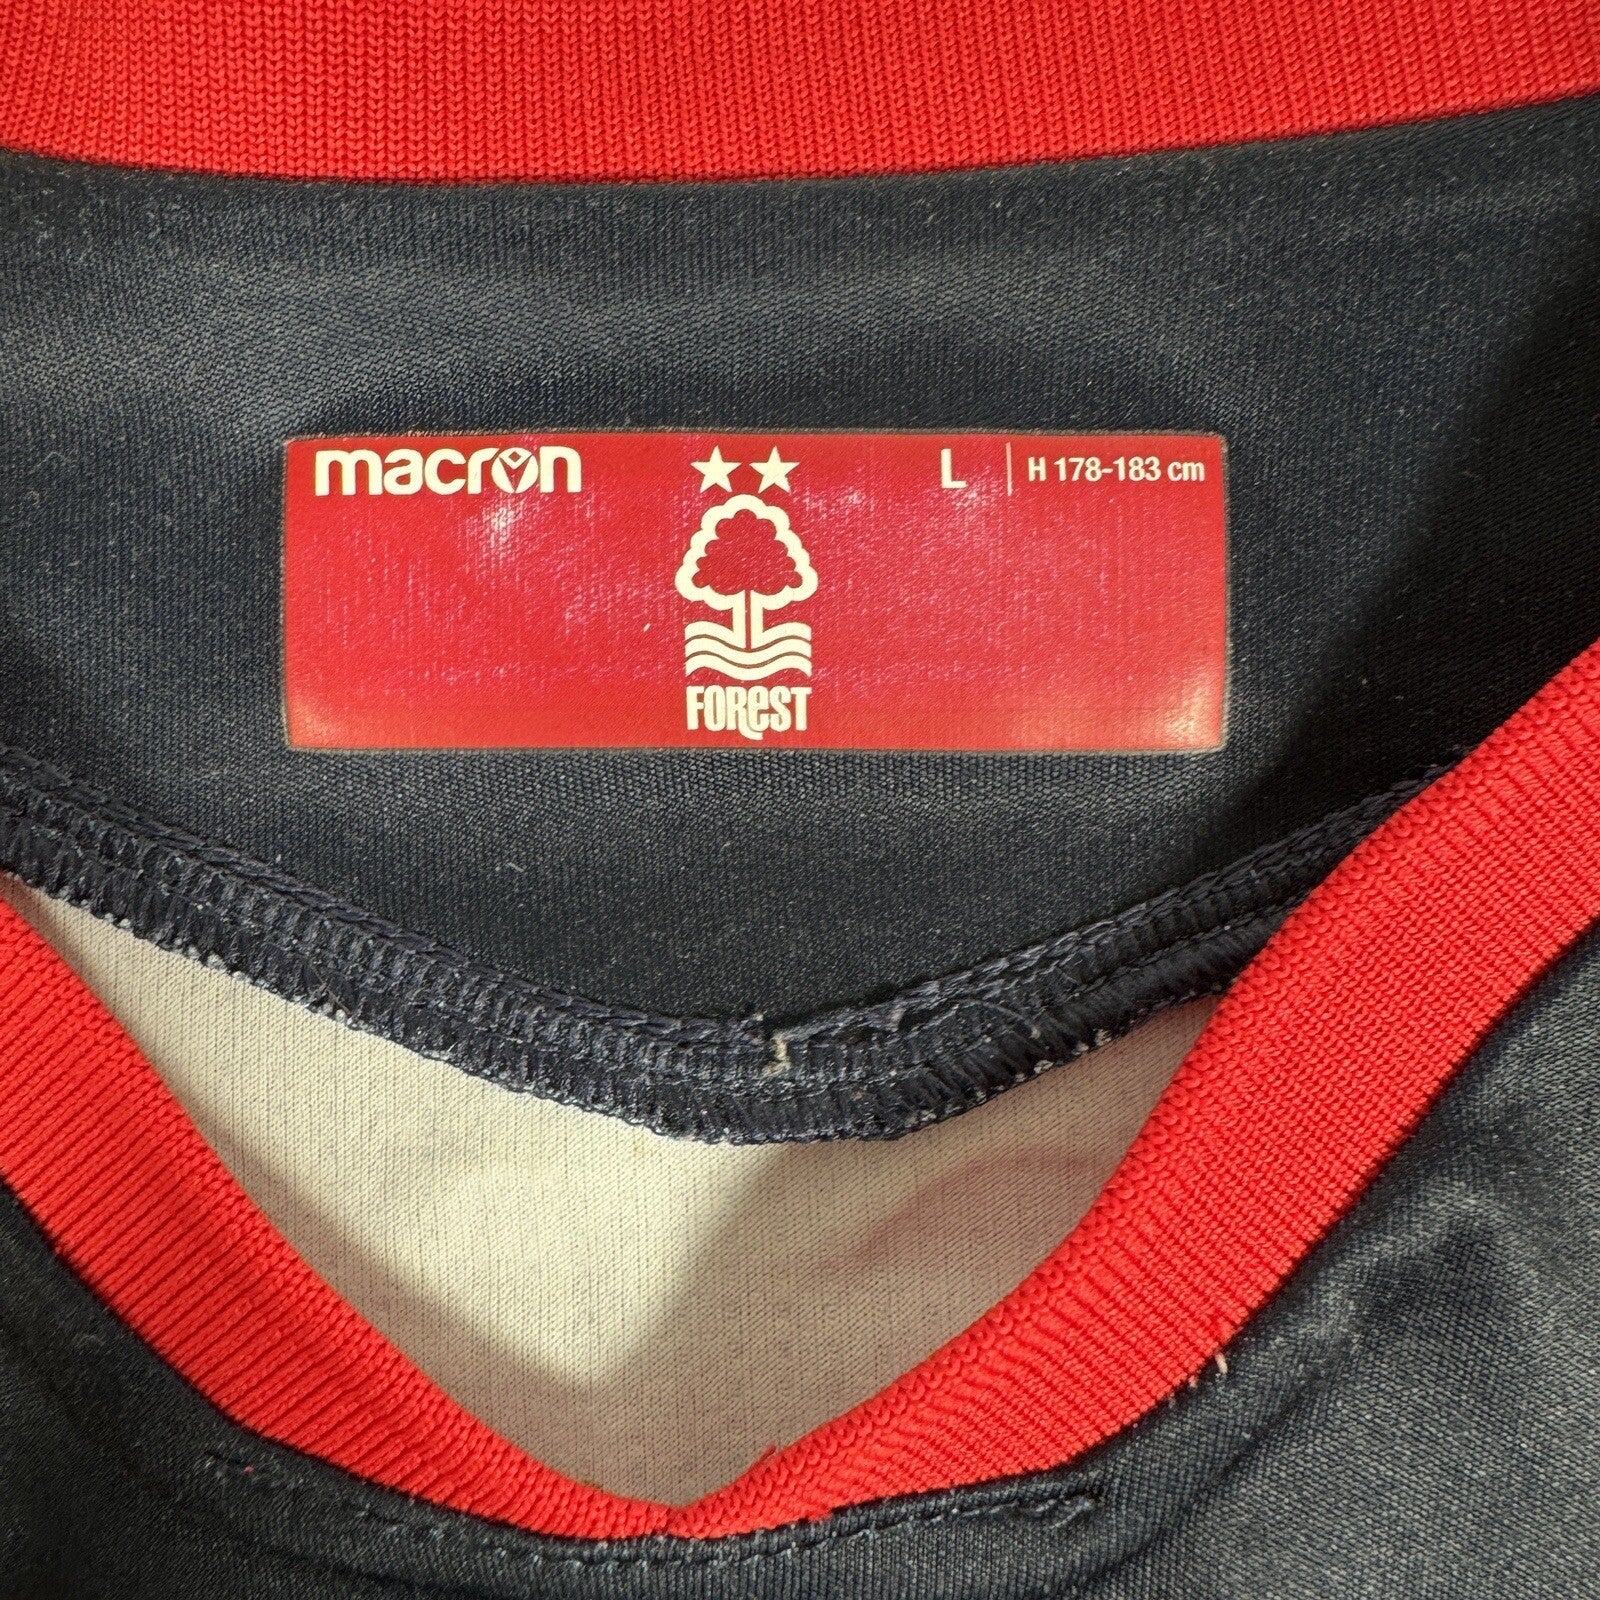 macron
L | H 178-183 cm
FOREST